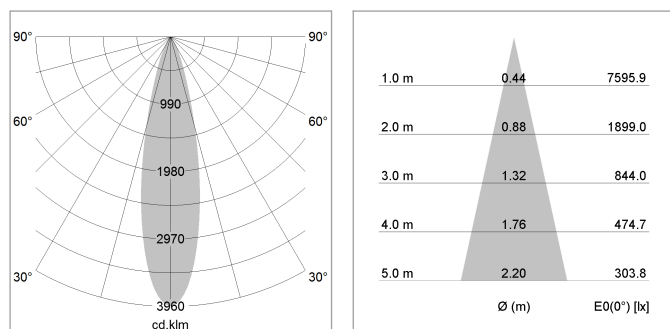 90° 90°
990
60° 60°
1980
2970
30° 30°
3960
cd.klm
1.0 m 0.44 7595.9
2.0 m 0.88 1899.0
3.0 m 1.32 844.0
4.0 m 1.76 474.7
5.0 m 2.20 303.8
Ø (m) E0(0°) [lx]